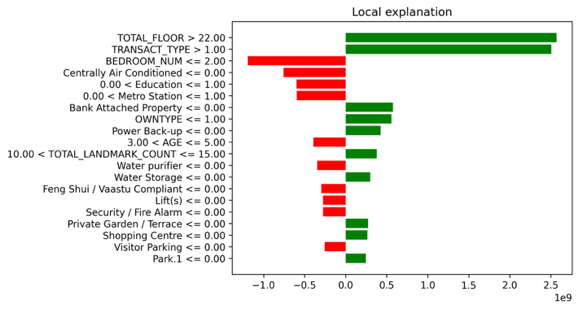 Local explanation
TOTAL_FLOOR > 22.00
TRANSACT_TYPE > 1.00
BEDROOM_NUM <= 2.00
Centrally Air Conditioned <= 0.00
0.00 < Education <= 1.00
0.00 < Metro Station <= 1.00
Bank Attached Property <= 0.00
OWNTYPE <= 1.00
Power Back-up <= 0.00
3.00 < AGE <= 5.00
10.00 < TOTAL_LANDMARK_COUNT <= 15.00
Water purifier <= 0.00
Water Storage <= 0.00
Feng Shui / Vaastu Compliant <= 0.00
Lift(s) <= 0.00
Security / Fire Alarm <= 0.00
Private Garden / Terrace <= 0.00
Shopping Centre <= 0.00
Visitor Parking <= 0.00
Park.1 <= 0.00
−1.0 −0.5 0.0 0.5 1.0 1.5 2.0 2.5
1e9